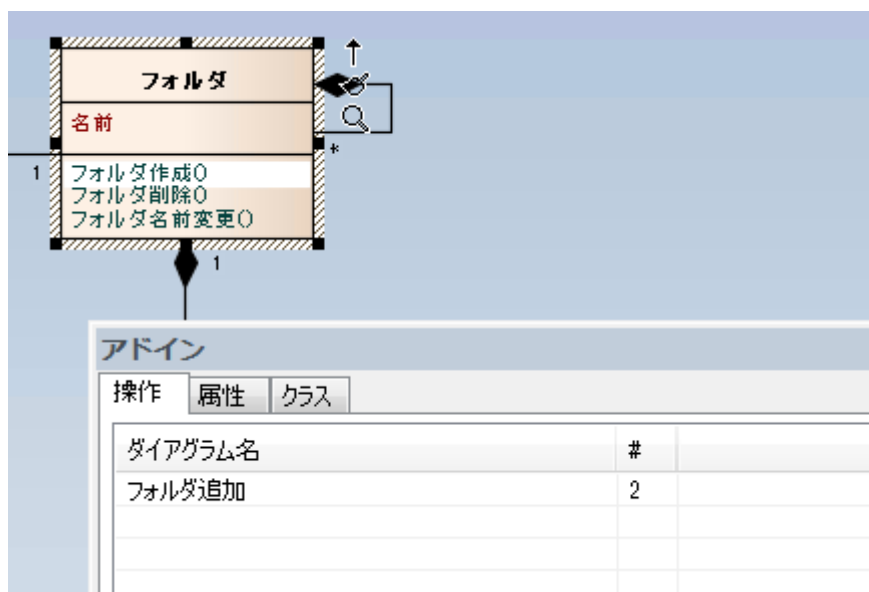 フォルダ
名前
*
1
フォルダ作成()
フォルダ削除()
フォルダ名前変更()
1
アドイン
操作 属性 クラス
ダイアグラム名 #
フォルダ追加 2